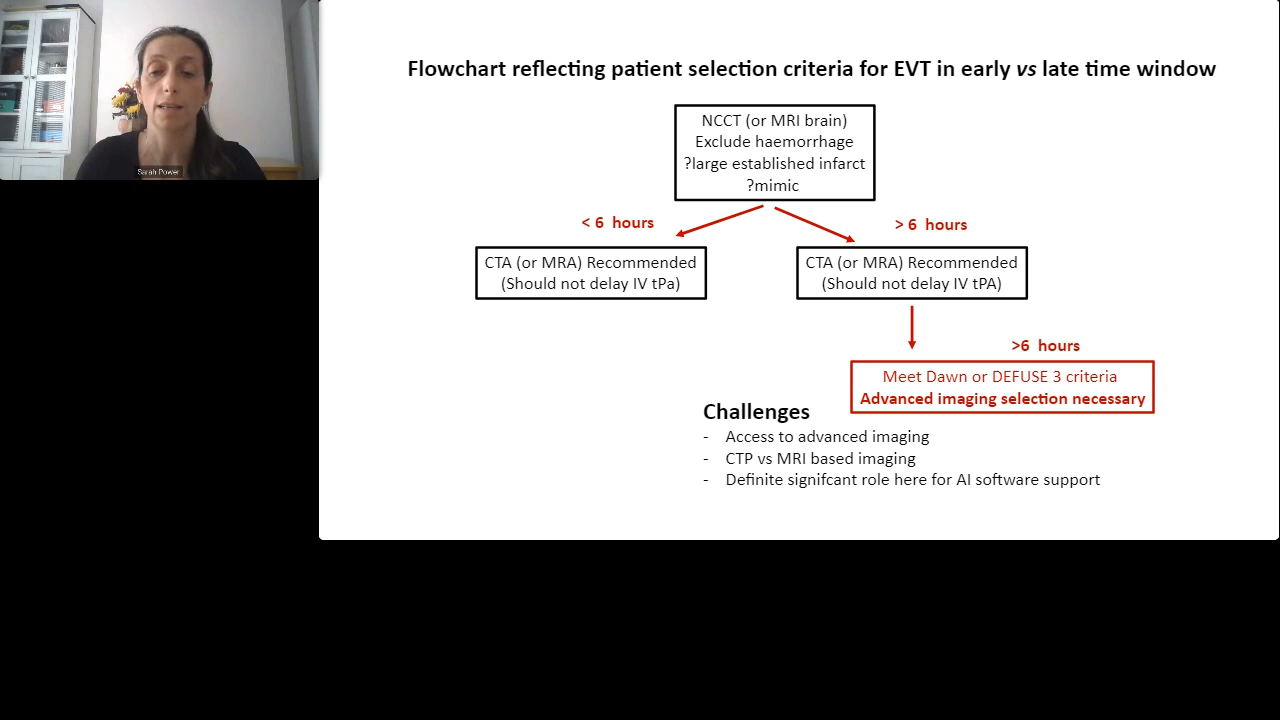 Sarah Power
Flowchart reflecting patient selection criteria for EVT in early vs late time window
NCCT (or MRI brain)
Exclude haemorrhage
?large established infarct
?mimic
< 6 hours
> 6 hours
CTA (or MRA) Recommended
(Should not delay IV tPa)
CTA (or MRA) Recommended
(Should not delay IV tPA)
>6 hours
Meet Dawn or DEFUSE 3 criteria
Advanced imaging selection necessary
Challenges
- Access to advanced imaging
- CTP vs MRI based imaging
- Definite signifcant role here for AI software support